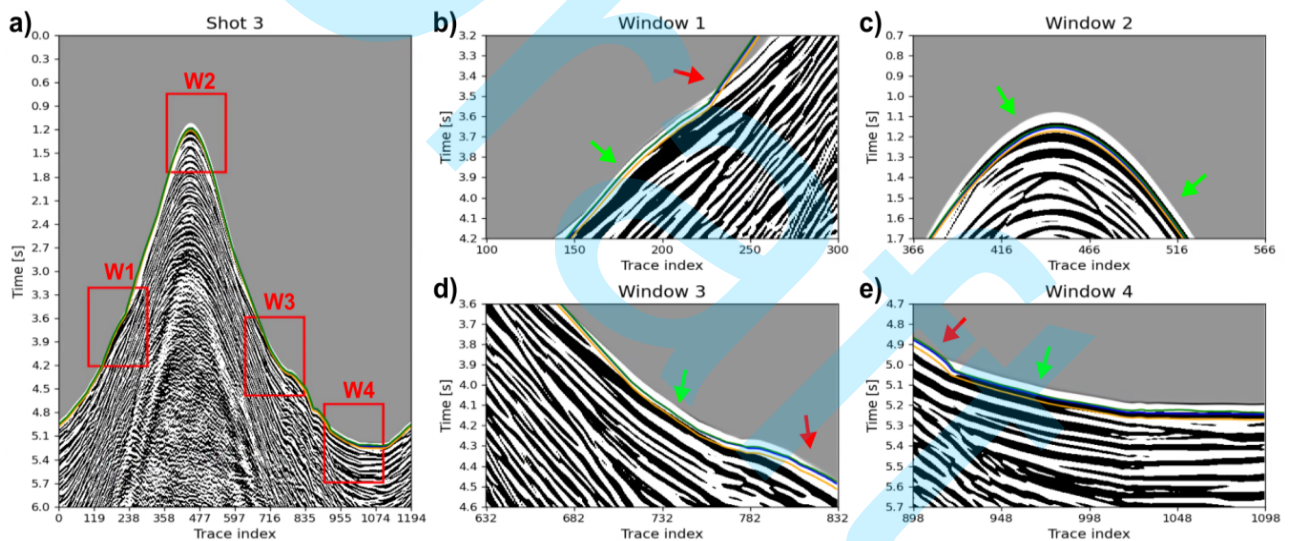 a) Shot 3
0.0
0.3
0.6
0.9
1.2
1.5
1.8
2.1
2.4
2.7
3.0
3.3
3.6
3.9
4.2
4.5
4.8
5.1
5.4
5.7
6.0
Time [s]
W2
W1
W3
W4
0 119 238 358 477 597 716 835 955 1074 1194
Trace index
b) Window 1
3.2
3.3
3.4
3.5
3.6
3.7
3.8
3.9
4.0
4.1
4.2
Time [s]
100 150 200 250 300
Trace index
c) Window 2
0.7
0.8
0.9
1.0
1.1
1.2
1.3
1.4
1.5
1.6
1.7
Time [s]
366 416 466 516 566
Trace index
d) Window 3
3.6
3.7
3.8
3.9
4.0
4.1
4.2
4.3
4.4
4.5
4.6
Time [s]
632 682 732 782 832
Trace index
e) Window 4
4.7
4.8
4.9
5.0
5.1
5.2
5.3
5.4
5.5
5.6
5.7
Time [s]
898 948 998 1048 1098
Trace index